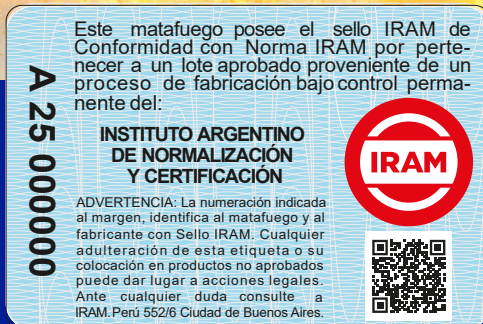 Este matafuego posee el sello IRAM de
Conformidad con Norma IRAM por perte-
necer a un lote aprobado proveniente de un
proceso de fabricación bajo control perma-
nente del:
INSTITUTO ARGENTINO
DE NORMALIZACIÓN
Y CERTIFICACIÓN
ADVERTENCIA: La numeración indicada
al margen, identifica al matafuego y al
fabricante con Sello IRAM. Cualquier
adulteración de esta etiqueta o su
colocación en productos no aprobados
puede dar lugar a acciones legales.
Ante cualquier duda consulte a
IRAM. Perú 552/6 Ciudad de Buenos Aires.
A 25 000000
IRAM